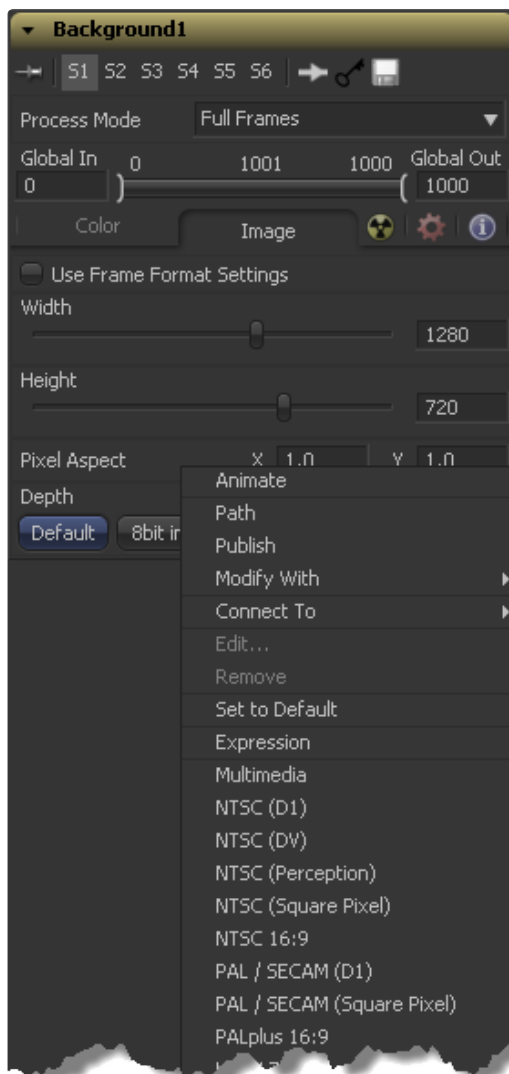 Background1
S1 S2 S3 S4 S5 S6
Process Mode Full Frames
Global In 0 1001 1000 Global Out
0 1000
Color Image
Use Frame Format Settings
Width
1280
Height
720
Pixel Aspect X 1.0 Y 1.0
Depth
Default 8bit in
Animate
Path
Publish
Modify With
Connect To
Edit...
Remove
Set to Default
Expression
Multimedia
NTSC (D1)
NTSC (DV)
NTSC (Perception)
NTSC (Square Pixel)
NTSC 16:9
PAL / SECAM (D1)
PAL / SECAM (Square Pixel)
PALplus 16:9